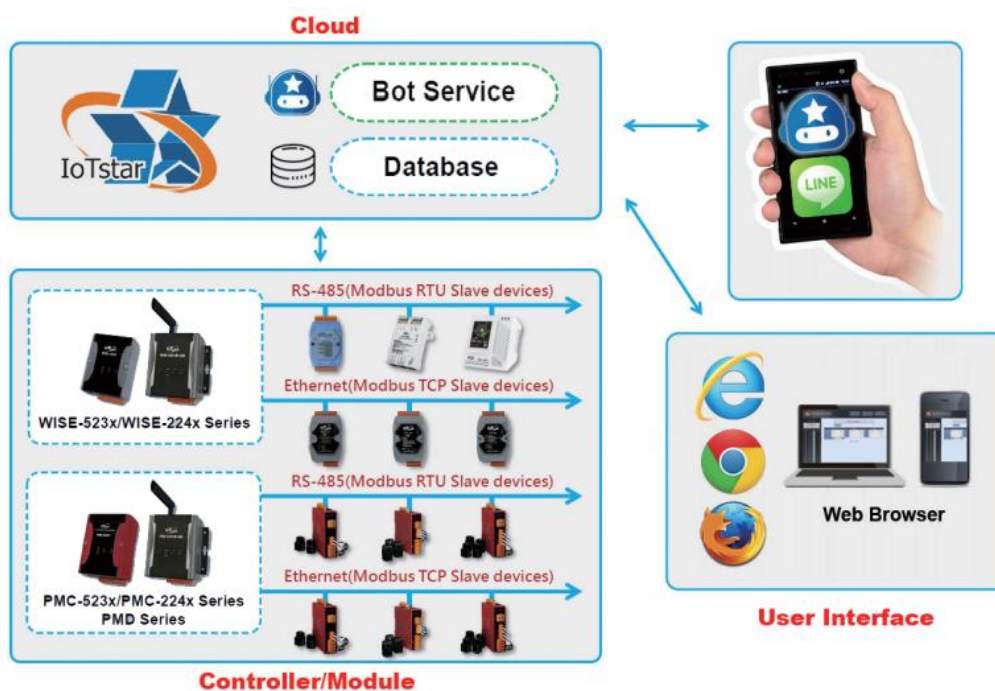 Cloud
IoTstar
Bot Service
Database
LINE
RS-485(Modbus RTU Slave devices)
WISE-523x/WISE-224x Series
Ethernet(Modbus TCP Slave devices)
RS-485(Modbus RTU Slave devices)
PMC-523x/PMC-224x Series
PMD Series
Ethernet(Modbus TCP Slave devices)
Controller/Module
Web Browser
User Interface